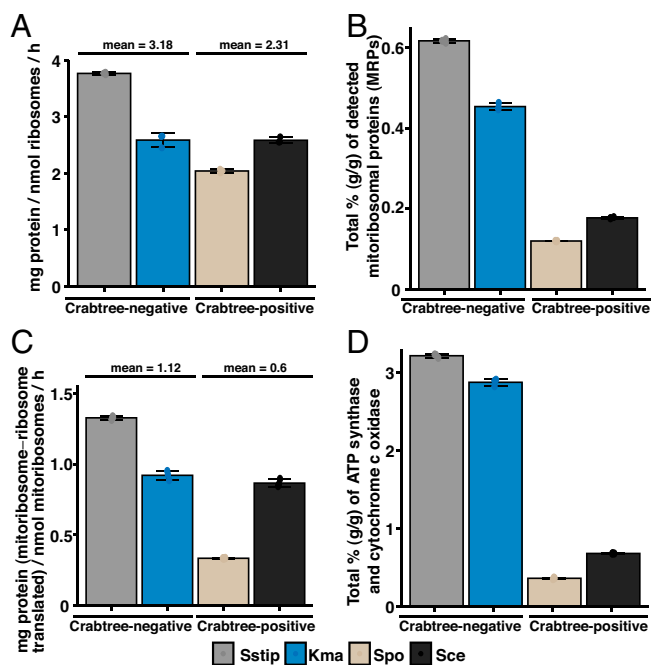 A
mean = 3.18
mean = 2.31
mg protein / nmol ribosomes / h
4
3
2
1
0
Crabtree-negative
Crabtree-positive
B
Total % (g/g) of detected
mitoribosomal proteins (MRPs)
0.6
0.4
0.2
0
Crabtree-negative
Crabtree-positive
C
mean = 1.12
mean = 0.6
mg protein (mitoribosome–ribosome
translated) / nmol mitoribosomes / h
1.5
1.0
0.5
0
Crabtree-negative
Crabtree-positive
D
Total % (g/g) of ATP synthase
and cytochrome c oxidase
3
2
1
0
Crabtree-negative
Crabtree-positive
Sstip Kma Spo Sce